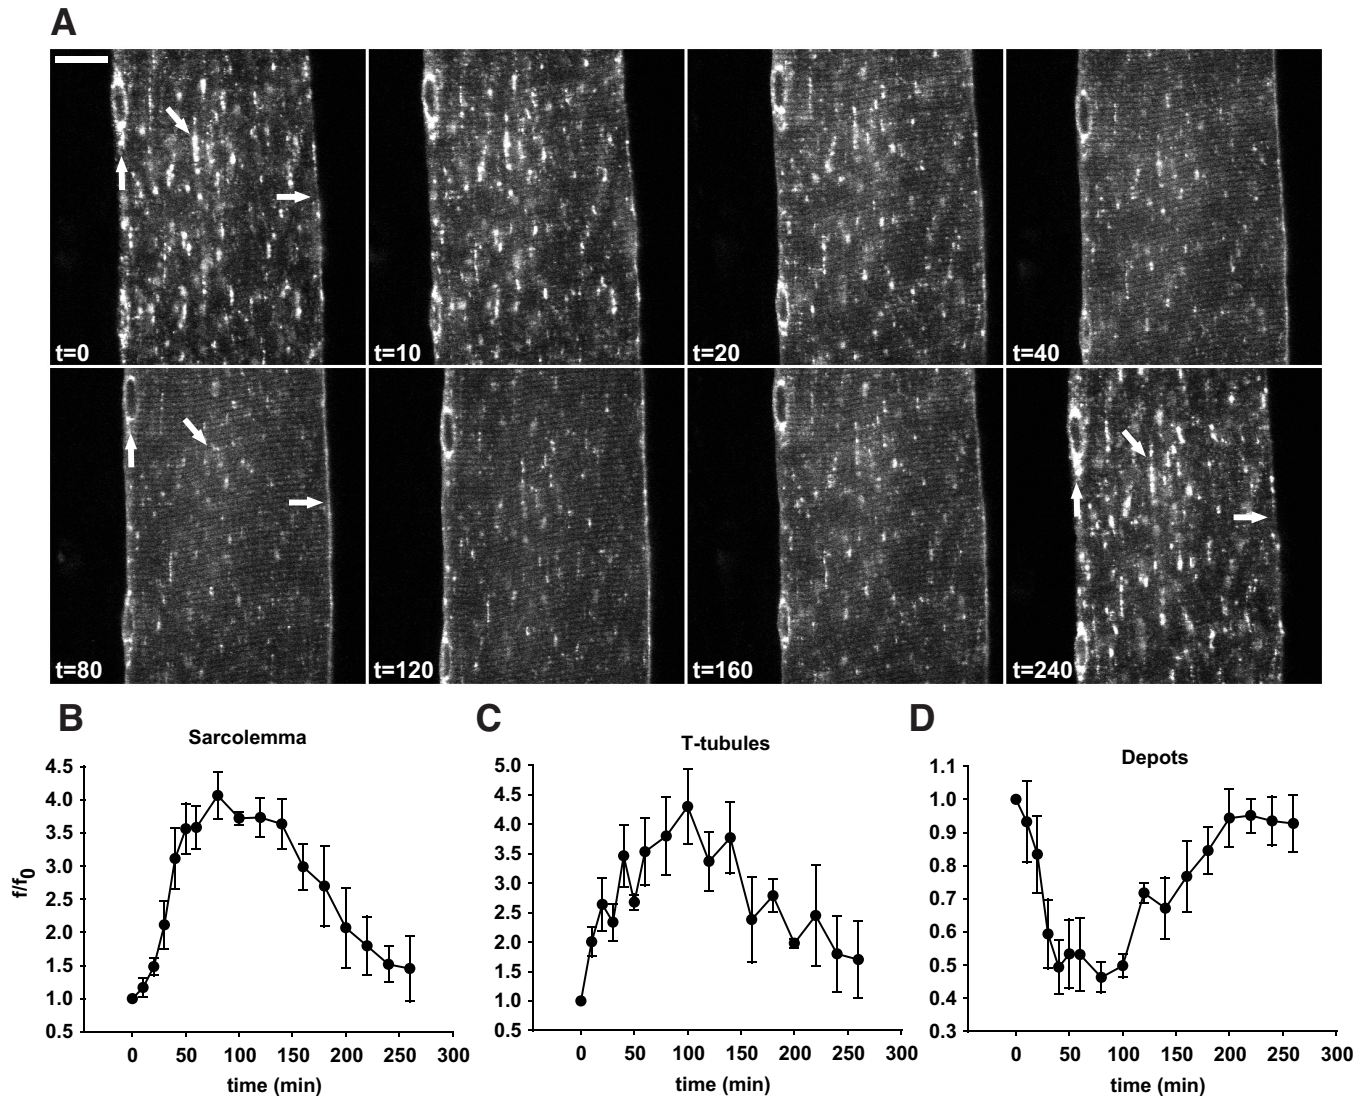 A
t=0
t=10
t=20
t=40
t=80
t=120
t=160
t=240
B
Sarcolemma
f/f0
4.5
4.0
3.5
3.0
2.5
2.0
1.5
1.0
0.5
0 50 100 150 200 250 300
time (min)
C
T-tubules
5.0
4.5
4.0
3.5
3.0
2.5
2.0
1.5
1.0
0.5
0 50 100 150 200 250 300
time (min)
D
Depots
1.1
1.0
0.9
0.8
0.7
0.6
0.5
0.4
0.3
0 50 100 150 200 250 300
time (min)